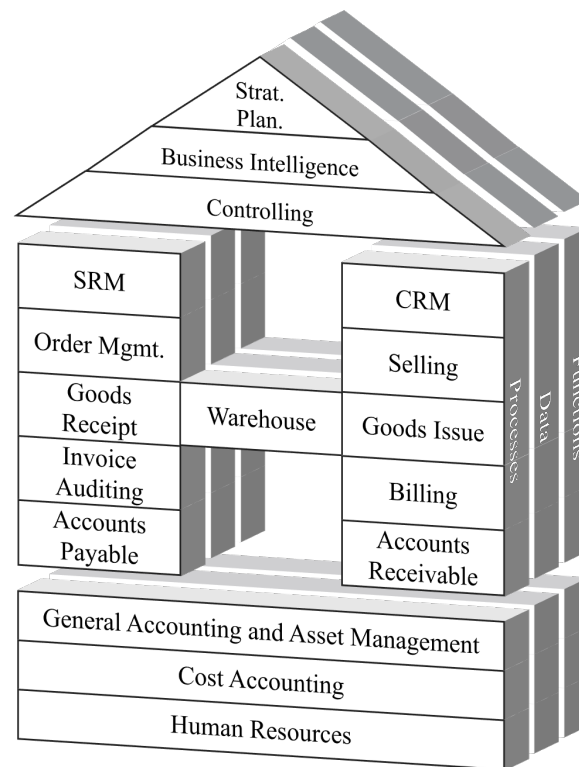 Strat.
Plan.
Business Intelligence
Controlling
SRM
Order Mgmt.
Goods
Receipt
Invoice
Auditing
Accounts
Payable
Warehouse
CRM
Selling
Goods Issue
Billing
Accounts
Receivable
Processes
Data
Functions
General Accounting and Asset Management
Cost Accounting
Human Resources